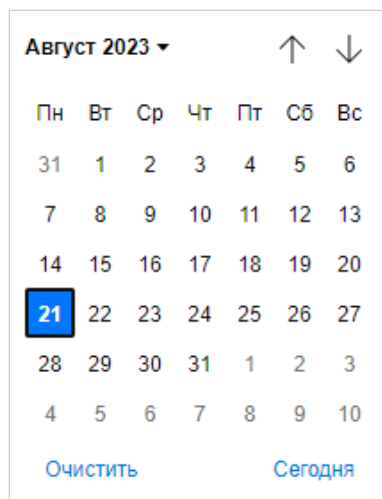 Август 2023
Пн Вт Ср Чт Пт Сб Вс
31 1 2 3 4 5 6
7 8 9 10 11 12 13
14 15 16 17 18 19 20
21 22 23 24 25 26 27
28 29 30 31 1 2 3
4 5 6 7 8 9 10
Очистить Сегодня